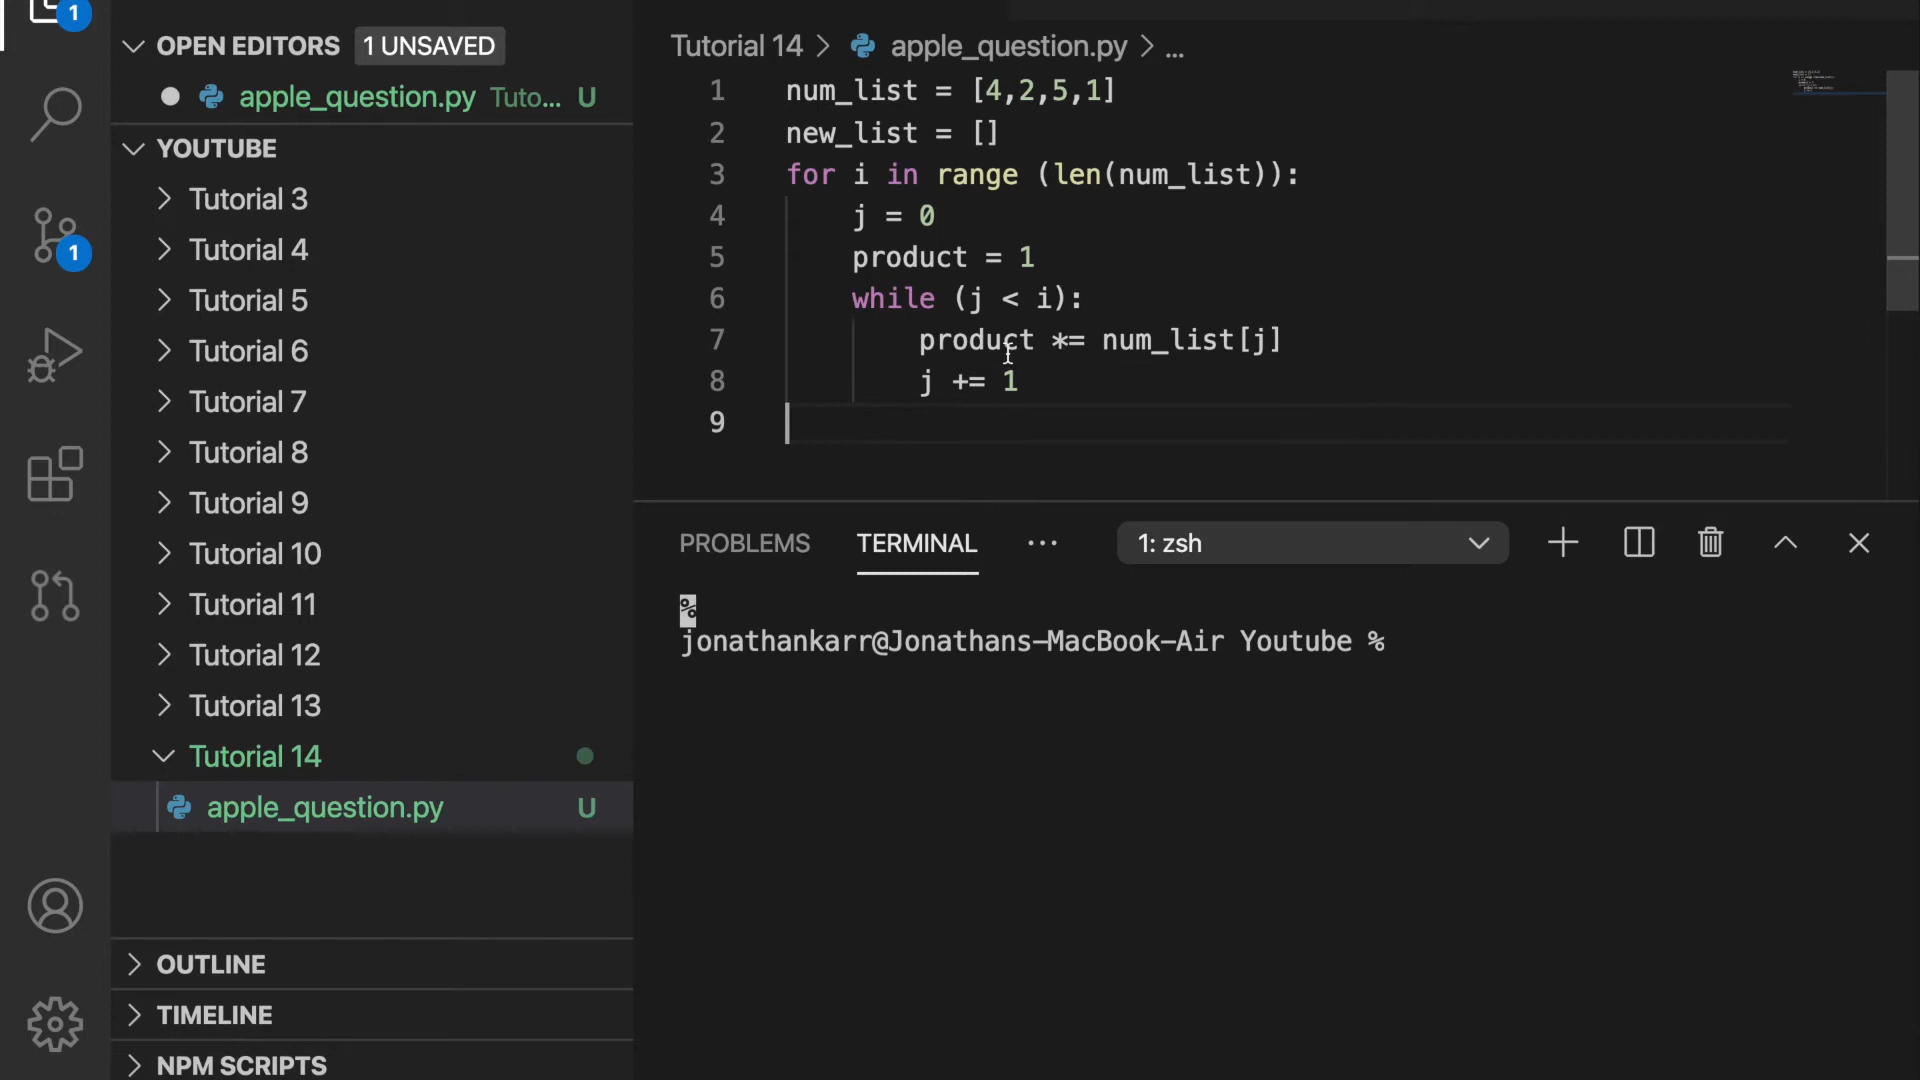 1
OPEN EDITORS 1 UNSAVED
apple_question.py Tuto... U
YOUTUBE
Tutorial 3
Tutorial 4
Tutorial 5
Tutorial 6
Tutorial 7
Tutorial 8
Tutorial 9
Tutorial 10
Tutorial 11
Tutorial 12
Tutorial 13
Tutorial 14
apple_question.py U
OUTLINE
TIMELINE
NPM SCRIPTS
1
Tutorial 14 > apple_question.py > ...
1 num_list = [4,2,5,1]
2 new_list = []
3 for i in range (len(num_list)):
4 j = 0
5 product = 1
6 while (j < i):
7 product *= num_list[j]
8 j += 1
9
PROBLEMS TERMINAL ... 1: zsh
%
jonathankarr@Jonathans-MacBook-Air Youtube %